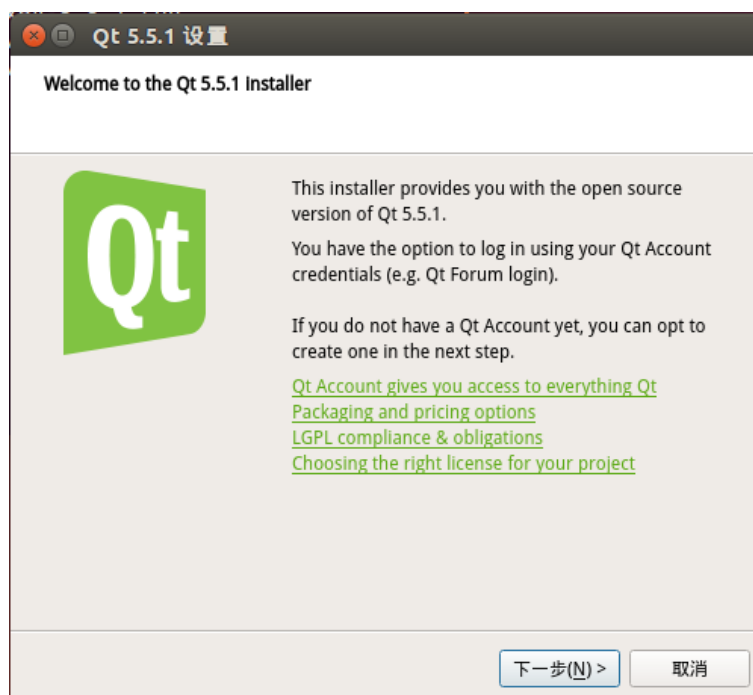 Qt 5.5.1 设置
Welcome to the Qt 5.5.1 installer
Qt
This installer provides you with the open source
version of Qt 5.5.1.
You have the option to log in using your Qt Account
credentials (e.g. Qt Forum login).
If you do not have a Qt Account yet, you can opt to
create one in the next step.
Qt Account gives you access to everything Qt
Packaging and pricing options
LGPL compliance & obligations
Choosing the right license for your project
下一步(N) >
取消